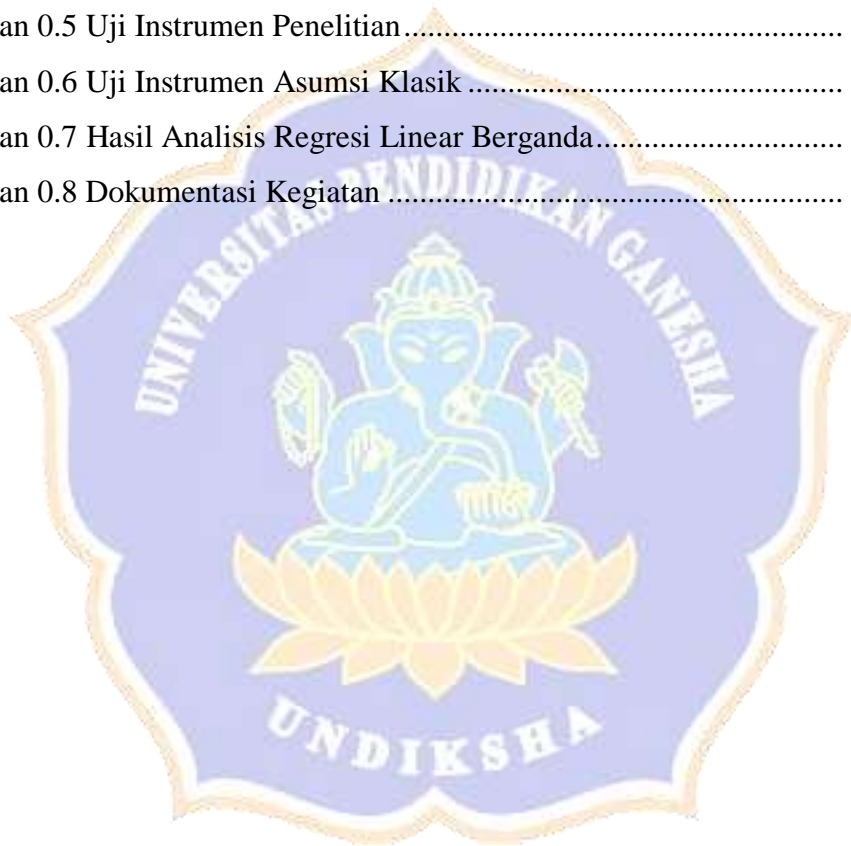 an 0.5 Uji Instrumen Penelitian.......................................................
an 0.6 Uji Instrumen Asumsi Klasik ...............................................
an 0.7 Hasil Analisis Regresi Linear Berganda...............................
an 0.8 Dokumentasi Kegiatan .........................................................
UNIVERSITAS PENDIDIKAN GANESHA
UNDIKSHA